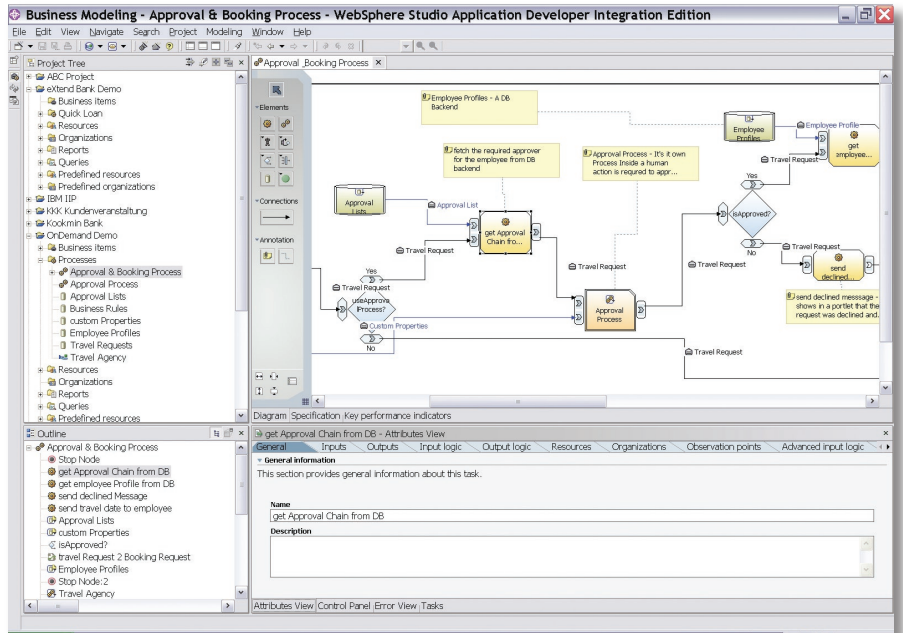 Business Modeling - Approval & Booking Process - WebSphere Studio Application Developer Integration Edition
File Edit View Navigate Search Project Modeling Window Help
Project Tree
ABC Project
eXtend Bank Demo
Business items
Quick Loan
Resources
Organizations
Reports
Queries
Predefined resources
Predefined organizations
IBM IIP
KKK Kundenveranstaltung
Kookmin Bank
OnDemand Demo
Business items
Processes
Approval & Booking Process
Approval Process
Approval Lists
Business Rules
custom Properties
Employee Profiles
Travel Requests
Travel Agency
Resources
Organizations
Reports
Queries
Predefined resources
Approval _Booking Process
Elements
Connections
Annotation
Employee Profiles - A DB
Backend
fetch the required approver
for the employee from DB
backend
Approval Process - It's it own
Process Inside a human
action is requred to appr...
Employee
Profiles
Employee Profile
get
employee...
Travel Request
Approval
Lists
Approval List
get Approval
Chain fro...
Yes
isApproved?
No
Travel Request
Travel Request
Yes
Travel Request
useApprove
lProcess?
Custom Properties
No
Travel Request
Approval
Process
Travel Request
Travel Request
send
declined...
send declined messsage -
shows in a portlet that the
request was declined and.
Travel Request
Diagram Specification Key performance indicators
Outline
Approval & Booking Process
Stop Node
get Approval Chain from DB
get employee Profile from DB
send declined Message
send travel date to employee
Approval Lists
custom Properties
isApproved?
travel Request 2 Booking Request
Employee Profiles
Stop Node:2
Travel Agency
get Approval Chain from DB - Attributes View
General Inputs Outputs Input logic Output logic Resources Organizations Observation points Advanced input logic
General information
This section provides general information about this task.
Name
get Approval Chain from DB
Description
Attributes View Control Panel Error View Tasks